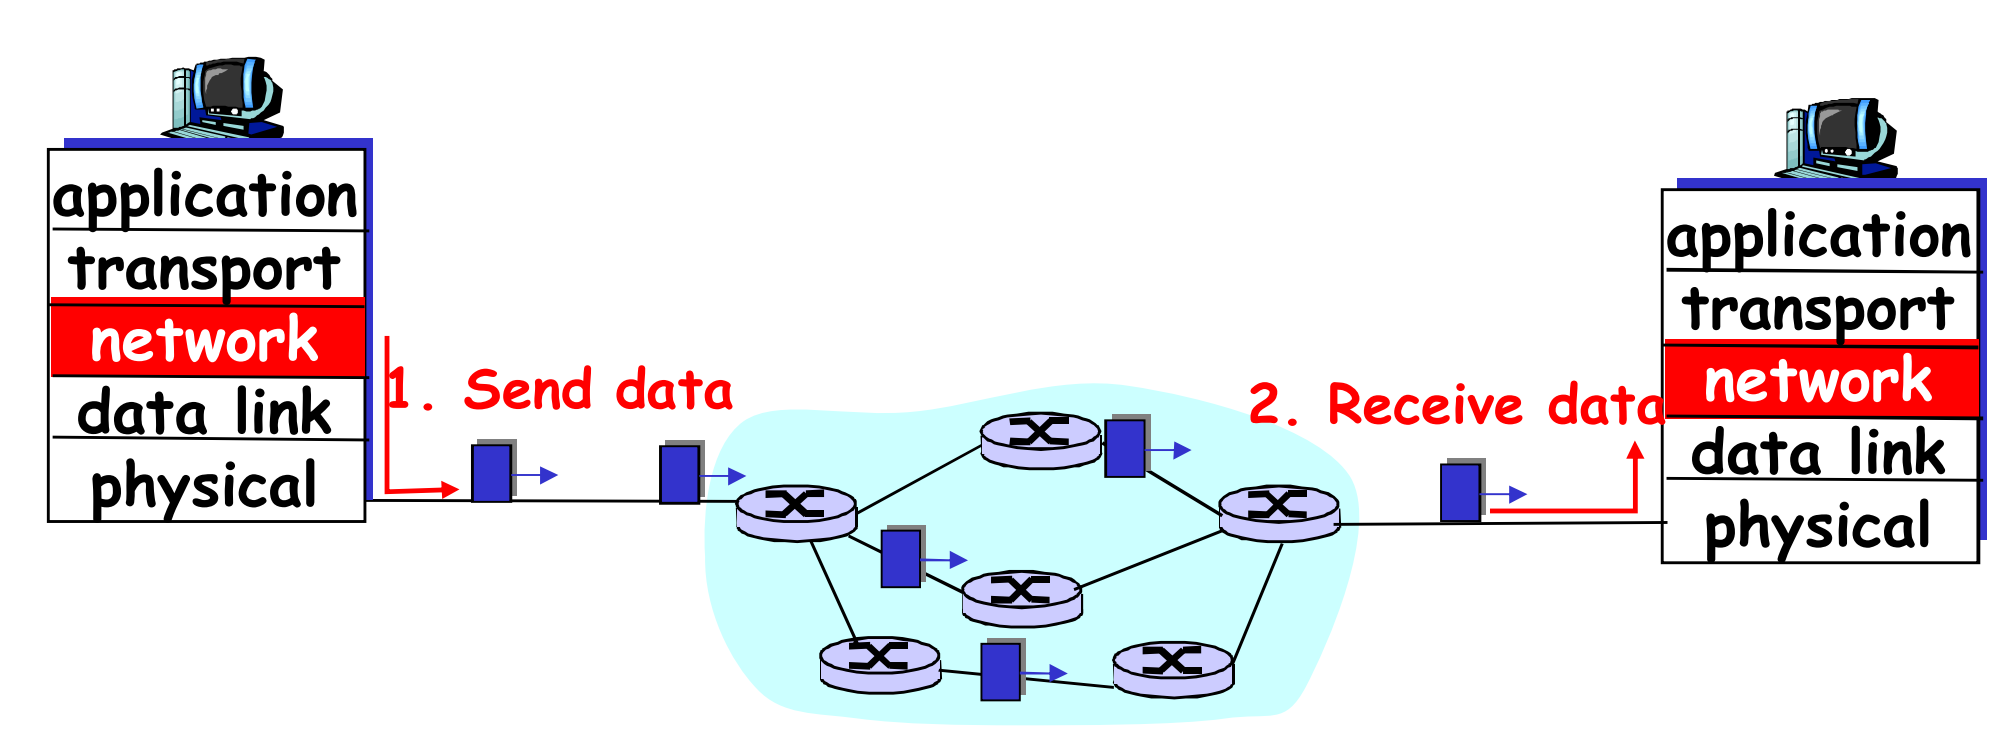 application
transport
network
data link
physical
1. Send data
2. Receive data
application
transport
network
data link
physical